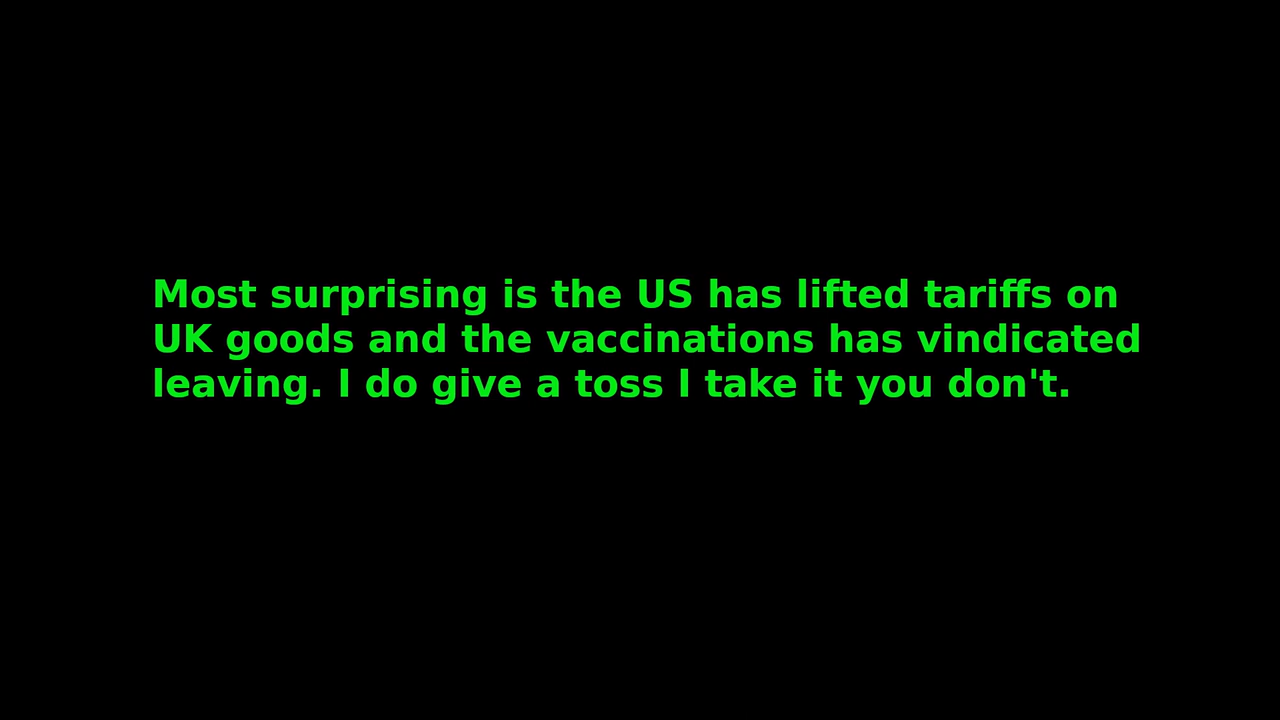 Most surprising is the US has lifted tariffs on
UK goods and the vaccinations has vindicated
leaving. I do give a toss I take it you don't.